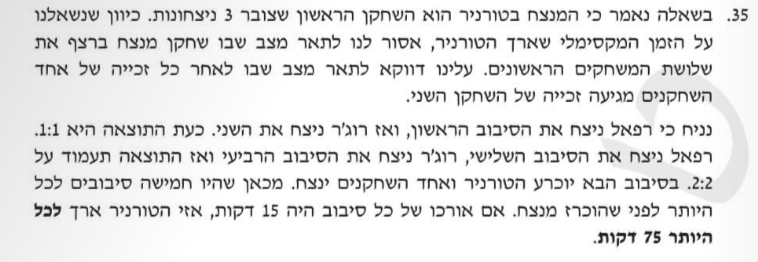 35. בשאלה נאמר כי המנצח בטורניר הוא השחקן הראשון שצובר 3 ניצחונות. כיוון שנשאלנו
על הזמן המקסימלי שארך הטורניר, אסור לנו לתאר מצב שבו שחקן מנצח ברצף את
שלושת המשחקים הראשונים. עלינו דווקא לתאר מצב שבו לאחר כל זכייה של אחד
השחקנים מגיעה זכייה של השחקן השני.
נניח כי רפאל ניצח את הסיבוב הראשון, ואז רוג'ר ניצח את השני. כעת התוצאה היא 1:1.
רפאל ניצח את הסיבוב השלישי, רוג'ר ניצח את הסיבוב הרביעי ואז התוצאה תעמוד על
2:2. בסיבוב הבא יוכרע הטורניר ואחד השחקנים ינצח. מכאן שהיו חמישה סיבובים לכל
היותר לפני שהוכרז מנצח. אם אורכו של כל סיבוב היה 15 דקות, אזי הטורניר ארך לכל
היותר 75 דקות.